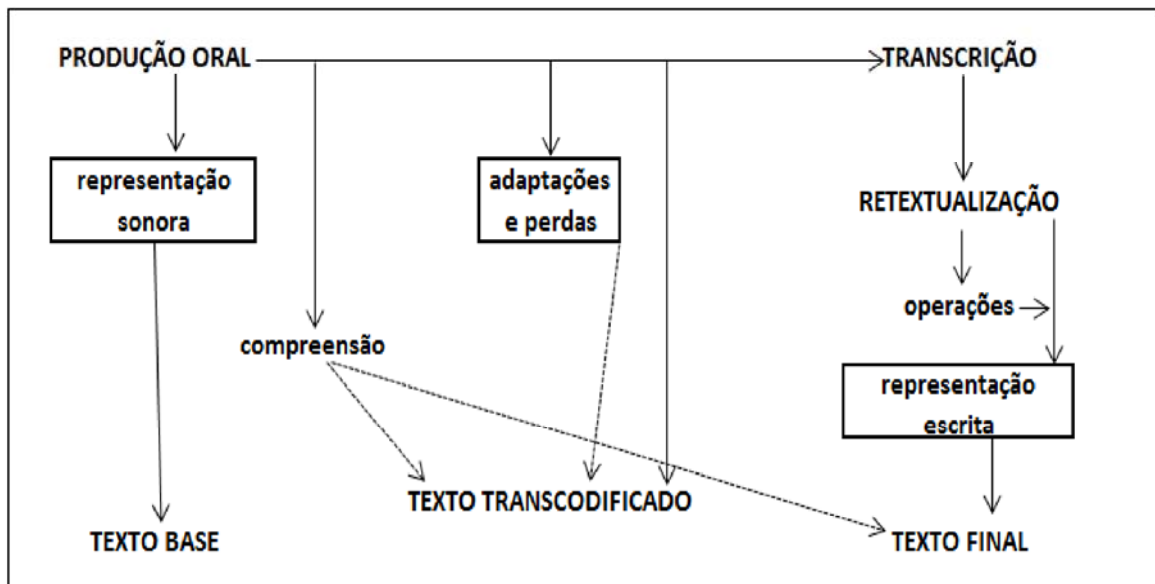 PRODUÇÃO ORAL
TRANSCRIÇÃO
representação
sonora
adaptações
e perdas
RETEXTUALIZAÇÃO
operações
compreensão
representação
escrita
TEXTO TRANSCODIFICADO
TEXTO BASE
TEXTO FINAL